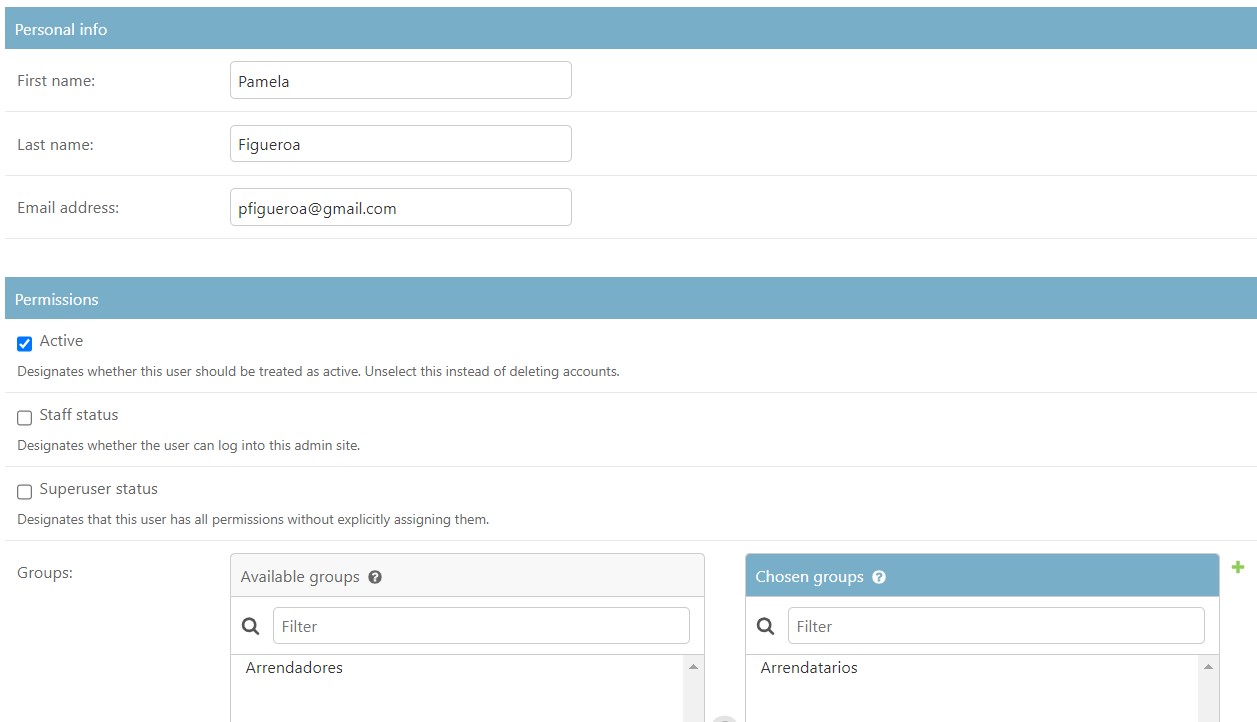 Personal info
First name: Pamela
Last name: Figueroa
Email address: pfigueroa@gmail.com
Permissions
Active
Designates whether this user should be treated as active. Unselect this instead of deleting accounts.
Staff status
Designates whether the user can log into this admin site.
Superuser status
Designates that this user has all permissions without explicitly assigning them.
Groups: Available groups ? Chosen groups ?
Filter Filter
Arrendadores Arrendatarios